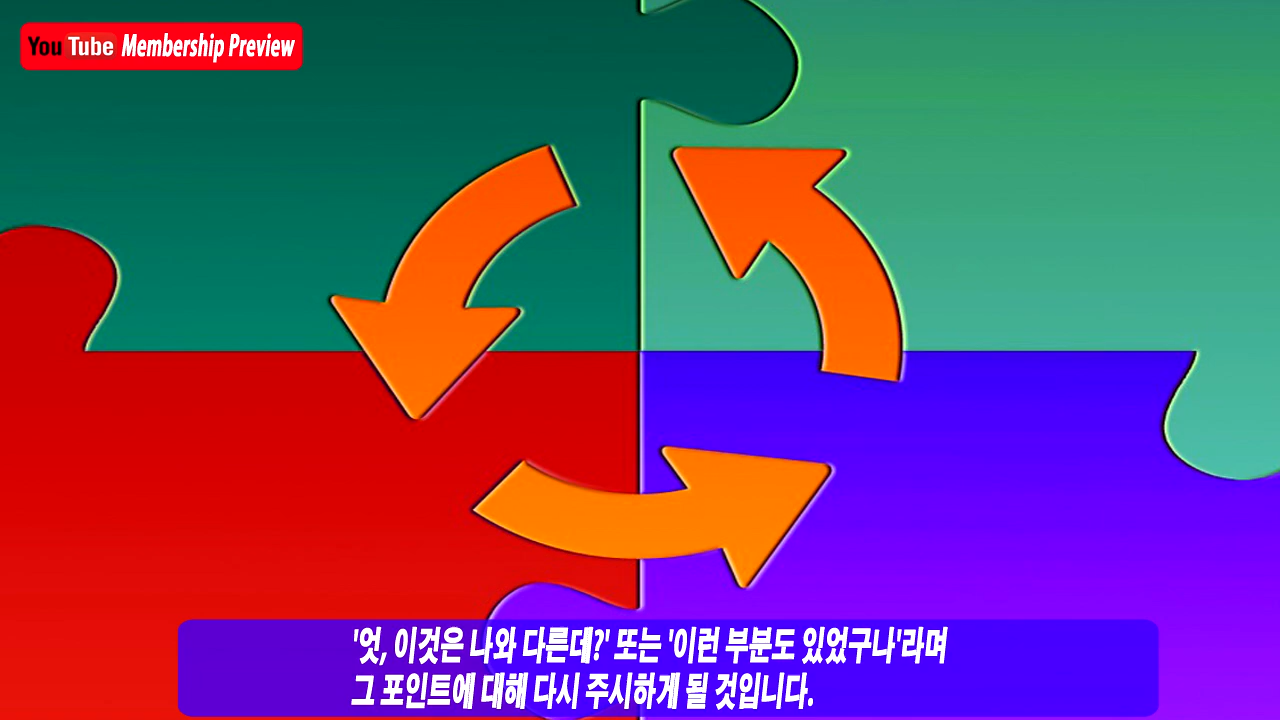 YouTube Membership Preview
'엇, 이것은 나와 다른데?' 또는 '이런 부분도 있었구나'라며
그 포인트에 대해 다시 주시하게 될 것입니다.